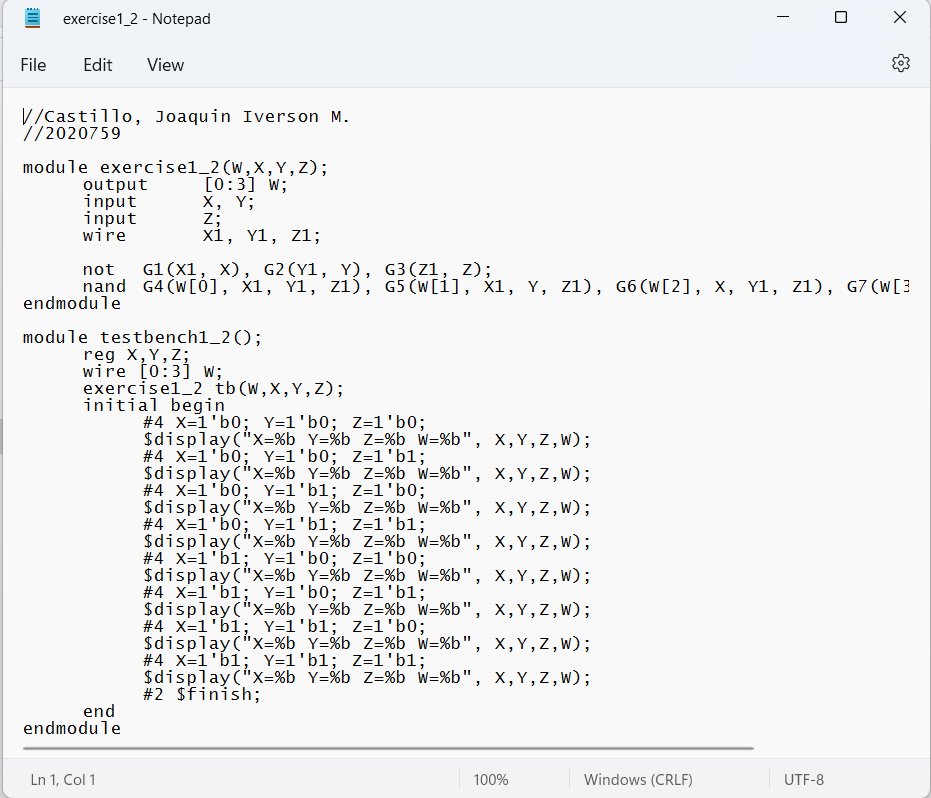 exercise1_2 - Notepad
File Edit View
//Castillo, Joaquin Iverson M.
//2020759
module exercise1_2(W,X,Y,Z);
output [0:3] W;
input X, Y;
input Z;
wire X1, Y1, Z1;
not G1(X1, X), G2(Y1, Y), G3(Z1, Z);
nand G4(W[0], X1, Y1, Z1), G5(W[1], X1, Y, Z1), G6(W[2], X, Y1, Z1), G7(W[3
endmodule
module testbench1_2();
reg X,Y,Z;
wire [0:3] W;
exercise1_2 tb(W,X,Y,Z);
initial begin
#4 X=1'b0; Y=1'b0; Z=1'b0;
$display("X=%b Y=%b Z=%b W=%b", X,Y,Z,W);
#4 X=1'b0; Y=1'b0; Z=1'b1;
$display("X=%b Y=%b Z=%b W=%b", X,Y,Z,W);
#4 X=1'b0; Y=1'b1; Z=1'b0;
$display("X=%b Y=%b Z=%b W=%b", X,Y,Z,W);
#4 X=1'b0; Y=1'b1; Z=1'b1;
$display("X=%b Y=%b Z=%b W=%b", X,Y,Z,W);
#4 X=1'b1; Y=1'b0; Z=1'b0;
$display("X=%b Y=%b Z=%b W=%b", X,Y,Z,W);
#4 X=1'b1; Y=1'b0; Z=1'b1;
$display("X=%b Y=%b Z=%b W=%b", X,Y,Z,W);
#4 X=1'b1; Y=1'b1; Z=1'b0;
$display("X=%b Y=%b Z=%b W=%b", X,Y,Z,W);
#4 X=1'b1; Y=1'b1; Z=1'b1;
$display("X=%b Y=%b Z=%b W=%b", X,Y,Z,W);
#2 $finish;
end
endmodule
Ln 1, Col 1 100% Windows (CRLF) UTF-8